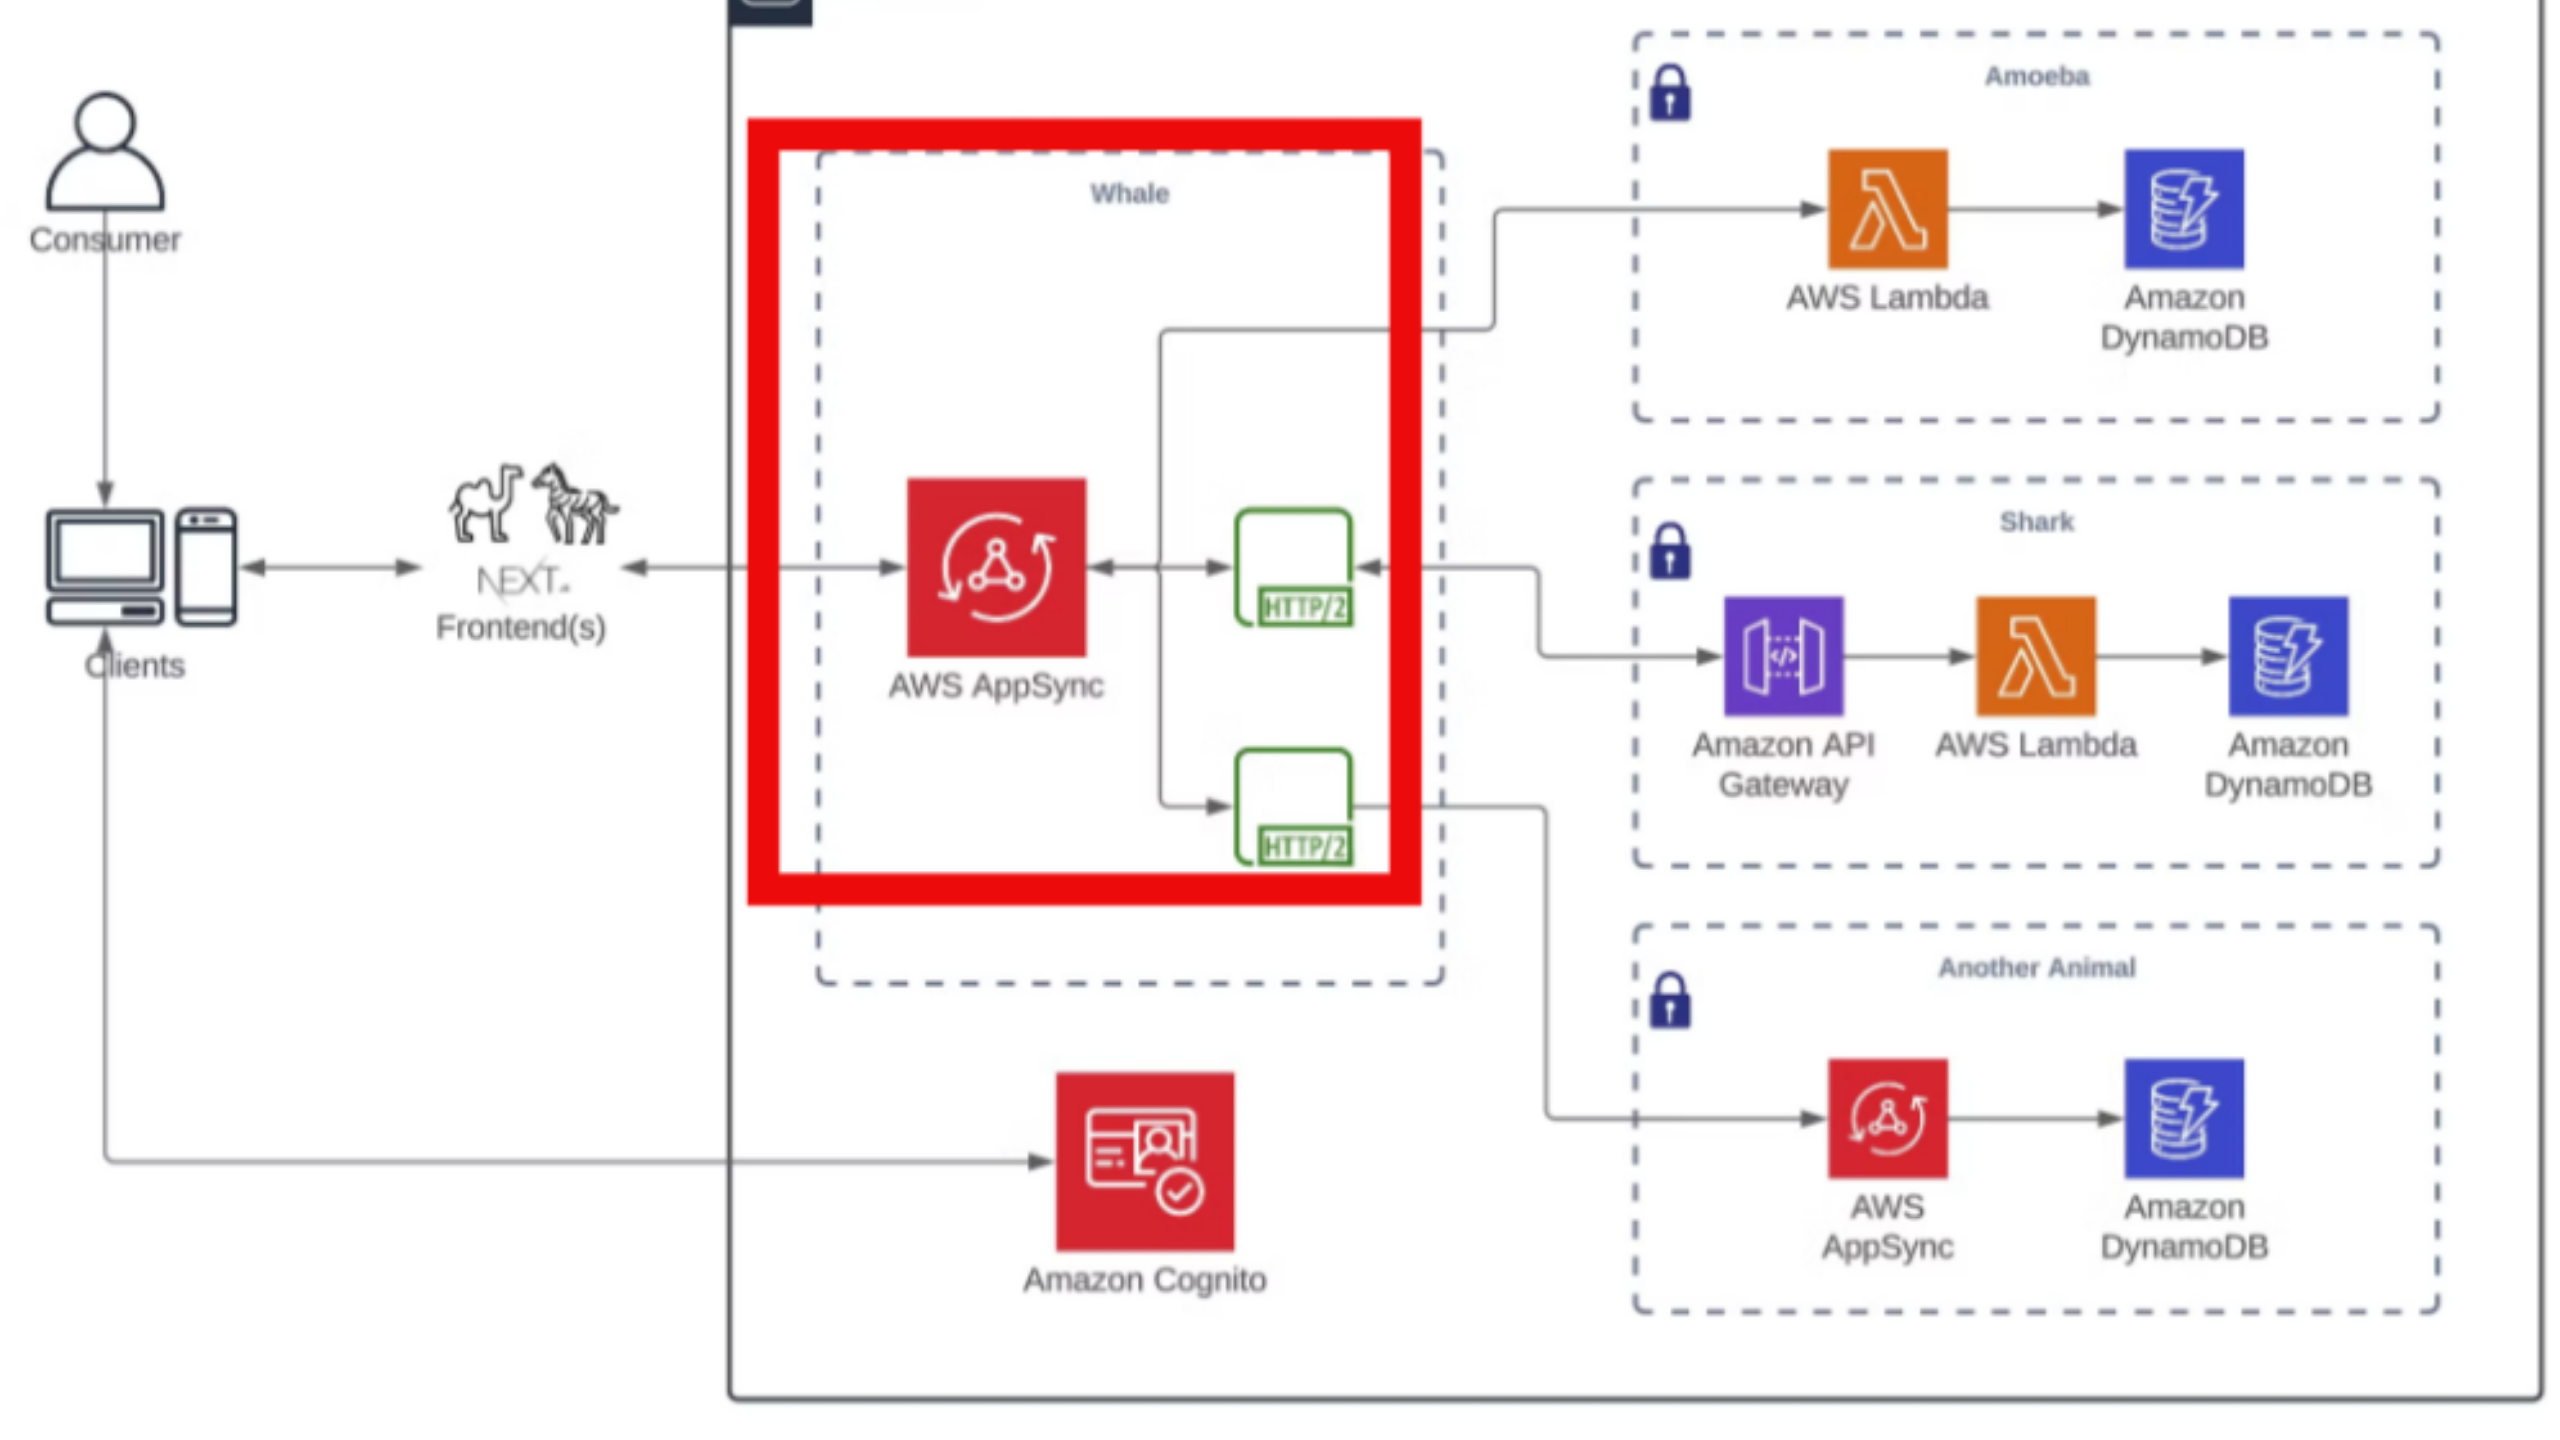 Consumer
Clients
NEXT.
Frontend(s)
Whale
AWS AppSync
HTTP/2
HTTP/2
Amazon Cognito
Amoeba
AWS Lambda
Amazon
DynamoDB
Shark
</>
Amazon API
Gateway
AWS Lambda
Amazon
DynamoDB
Another Animal
AWS
AppSync
Amazon
DynamoDB